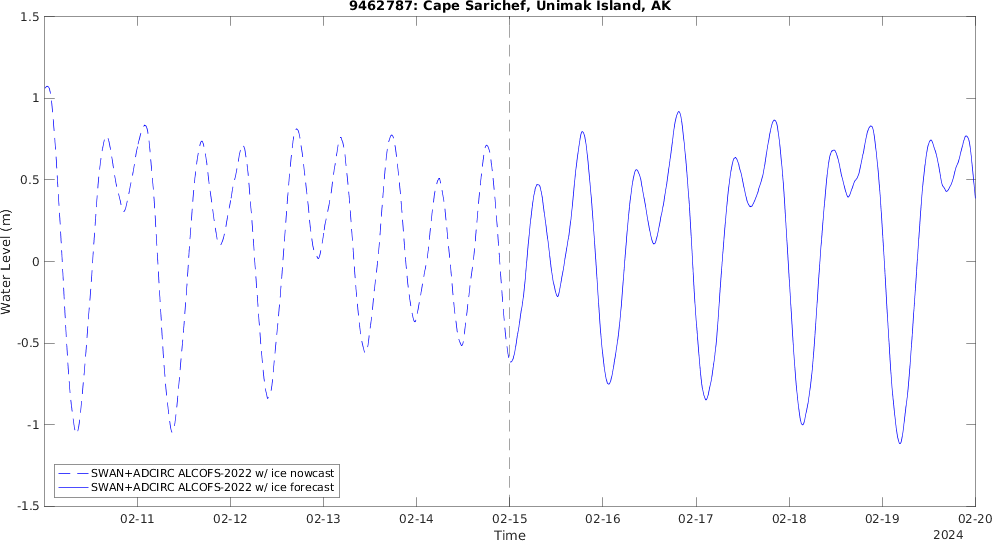 9462787: Cape Sarichef, Unimak Island, AK
1.5
1
0.5
0
-0.5
-1
-1.5
Water Level (m)
SWAN+ADCIRC ALCOFS-2022 w/ ice nowcast
SWAN+ADCIRC ALCOFS-2022 w/ ice forecast
02-11 02-12 02-13 02-14 02-15 02-16 02-17 02-18 02-19 02-20
Time
2024